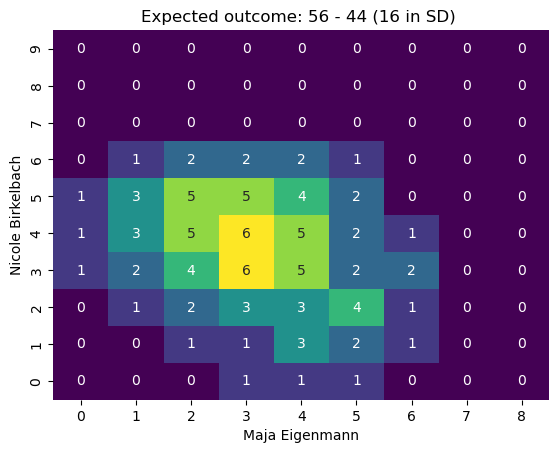 Expected outcome: 56 - 44 (16 in SD)
Nicole Birkelbach
9 0 0 0 0 0 0 0 0 0
8 0 0 0 0 0 0 0 0 0
7 0 0 0 0 0 0 0 0 0
6 0 1 2 2 2 1 0 0 0
5 1 3 5 5 4 2 0 0 0
4 1 3 5 6 5 2 1 0 0
3 1 2 4 6 5 2 2 0 0
2 0 1 2 3 3 4 1 0 0
1 0 0 1 1 3 2 1 0 0
0 0 0 0 1 1 1 0 0 0
0 1 2 3 4 5 6 7 8
Maja Eigenmann